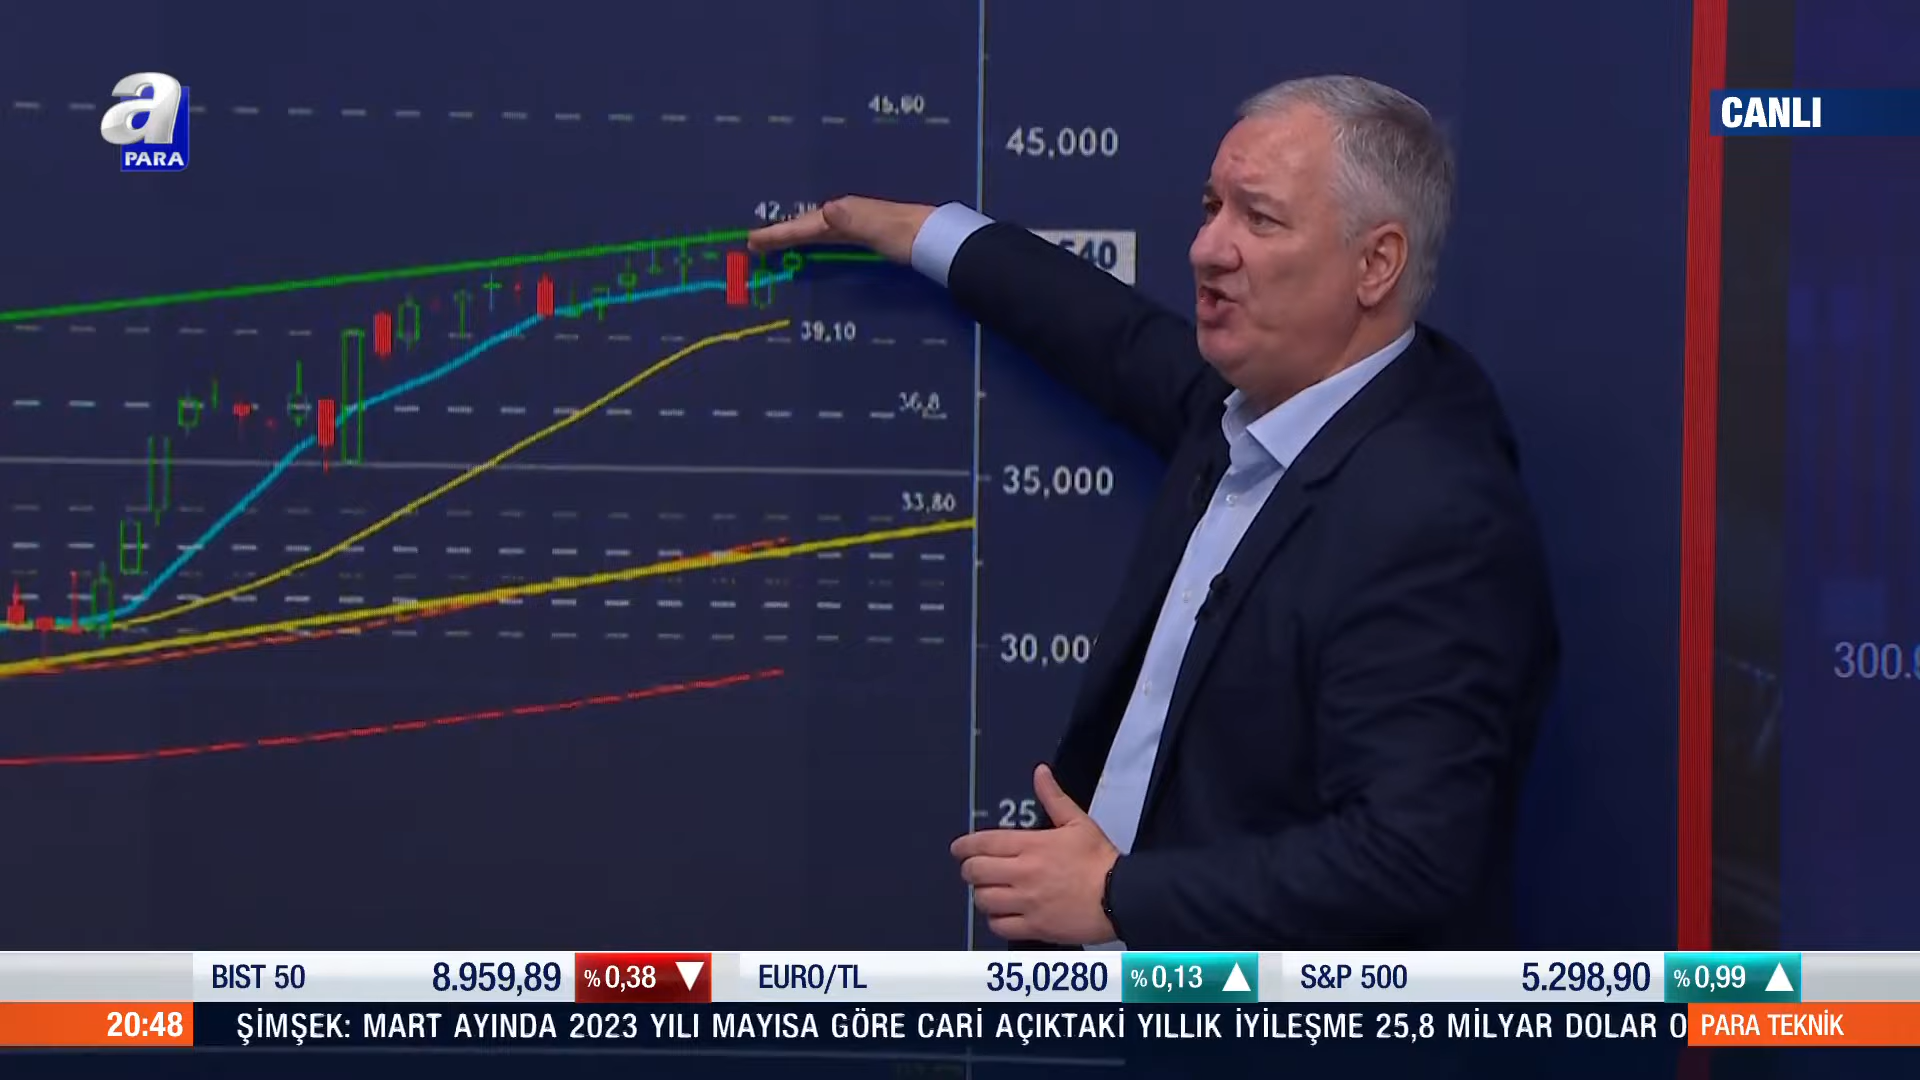 a
PARA
CANLI
45,60
45,000
540
39,10
36,8
35,000
33,80
30,00
25
BIST 50 8.959,89 %0,38 EURO/TL 35,0280 %0,13 S&P 500 5.298,90 %0,99
20:48 ŞİMŞEK: MART AYINDA 2023 YILI MAYISA GÖRE CARİ AÇIKTAKİ YILLIK İYİLEŞME 25,8 MİLYAR DOLAR O PARA TEKNİK